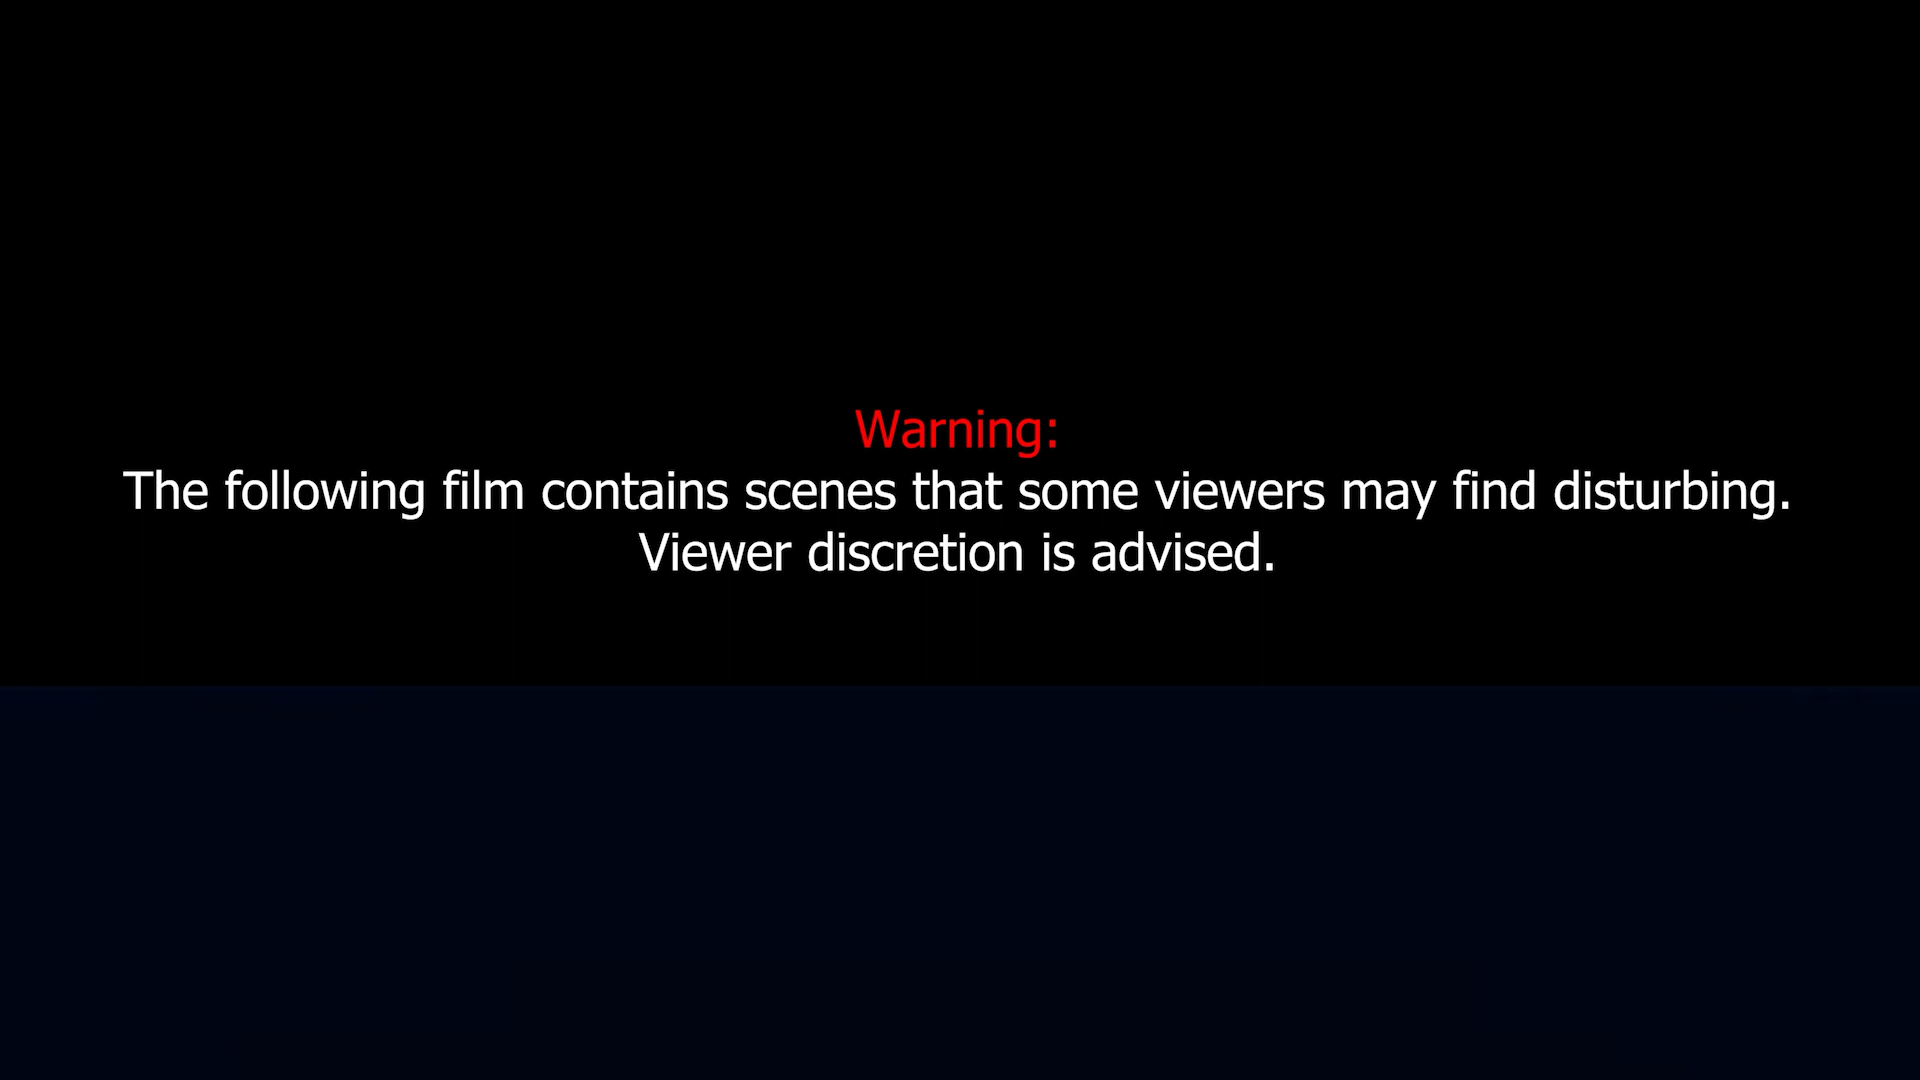 Warning:
The following film contains scenes that some viewers may find disturbing.
Viewer discretion is advised.